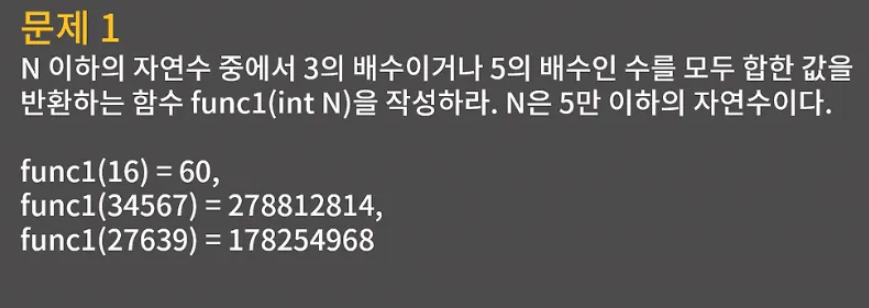 문제 1
N 이하의 자연수 중에서 3의 배수이거나 5의 배수인 수를 모두 합한 값을
반환하는 함수 func1(int N)을 작성하라. N은 5만 이하의 자연수이다.
func1(16) = 60,
func1(34567) = 278812814,
func1(27639) = 178254968